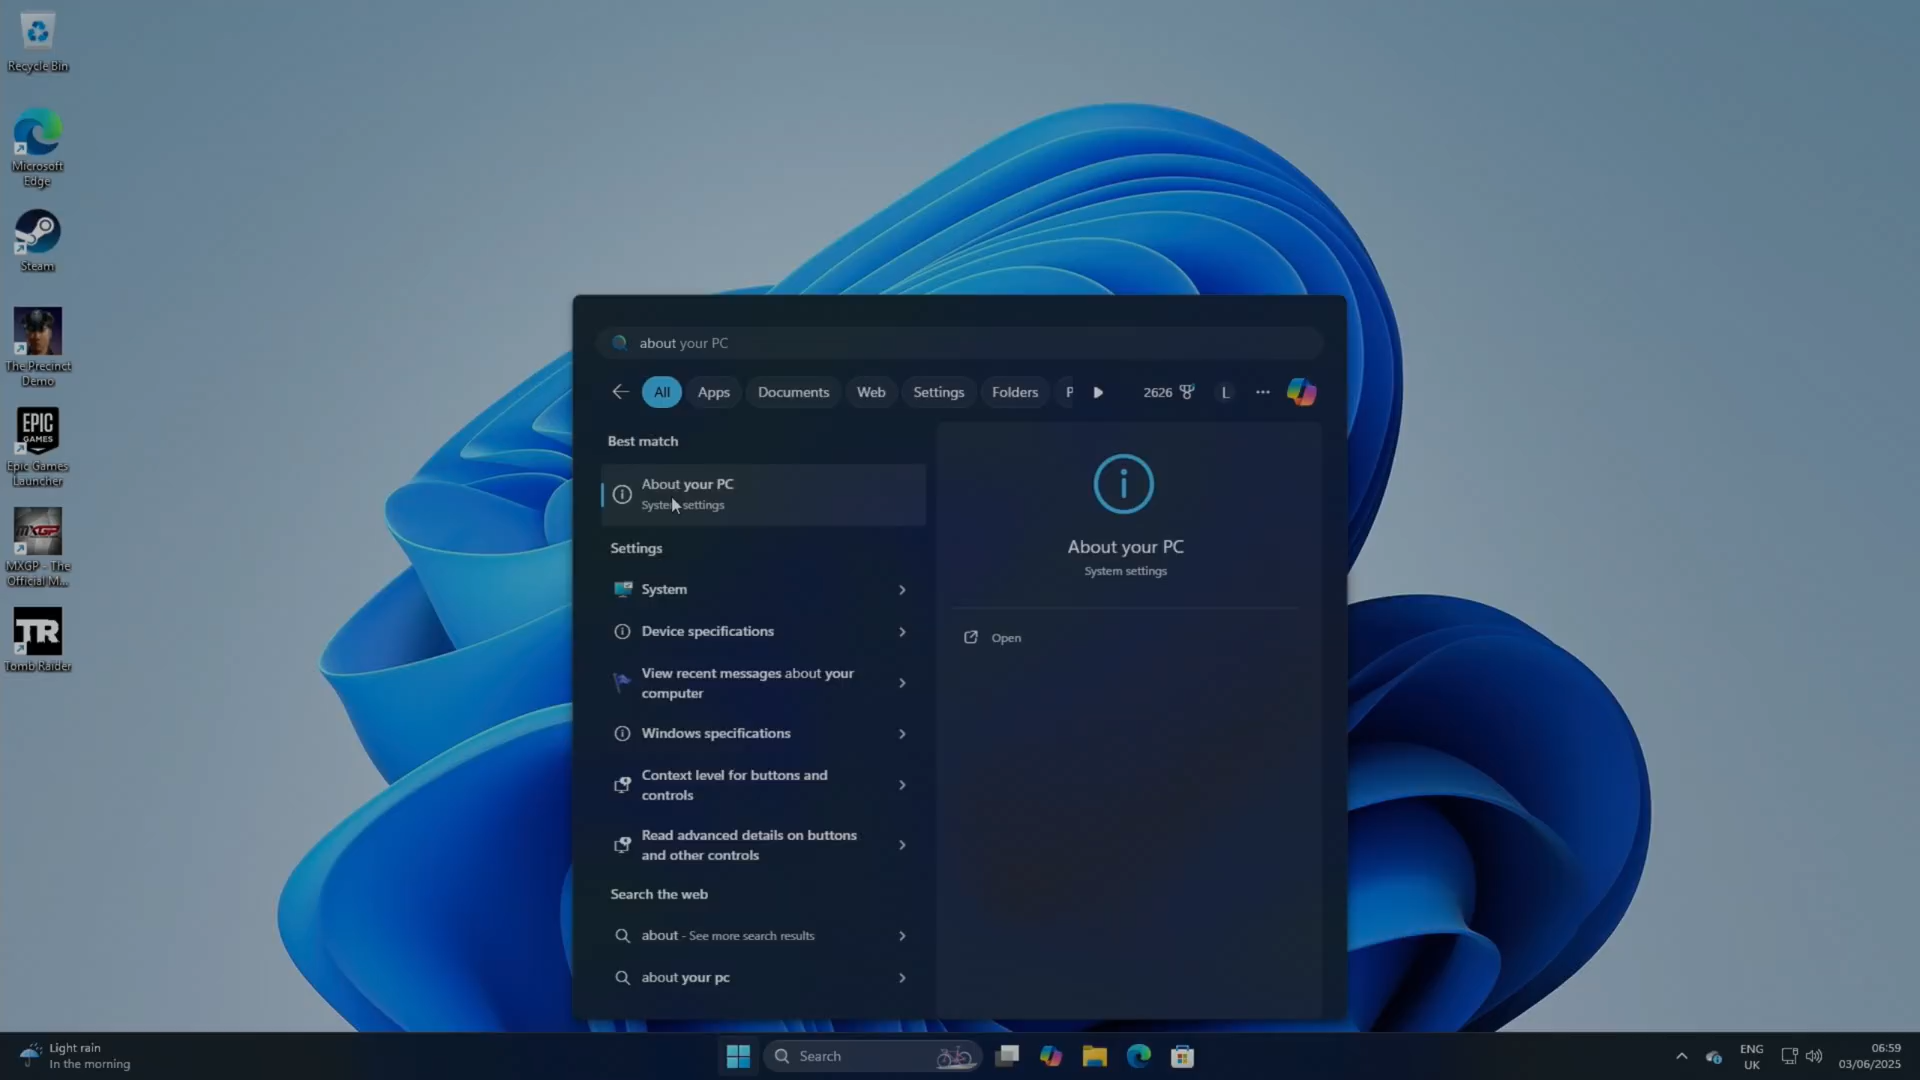 Recycle Bin
Microsoft
Edge
Steam
The Precinct
Demo
EPIC
GAMES
Epic Games
Launcher
MXGP
MXGP - The
Official M...
TR
Tomb Raider
about your PC
All
Apps
Documents
Web
Settings
Folders
P
2626
L
Best match
About your PC
System settings
Settings
System
Device specifications
View recent messages about your
computer
Windows specifications
Context level for buttons and
controls
Read advanced details on buttons
and other controls
Search the web
about - See more search results
about your pc
About your PC
System settings
Open
Light rain
In the morning
Search
ENG
UK
06:59
03/06/2025